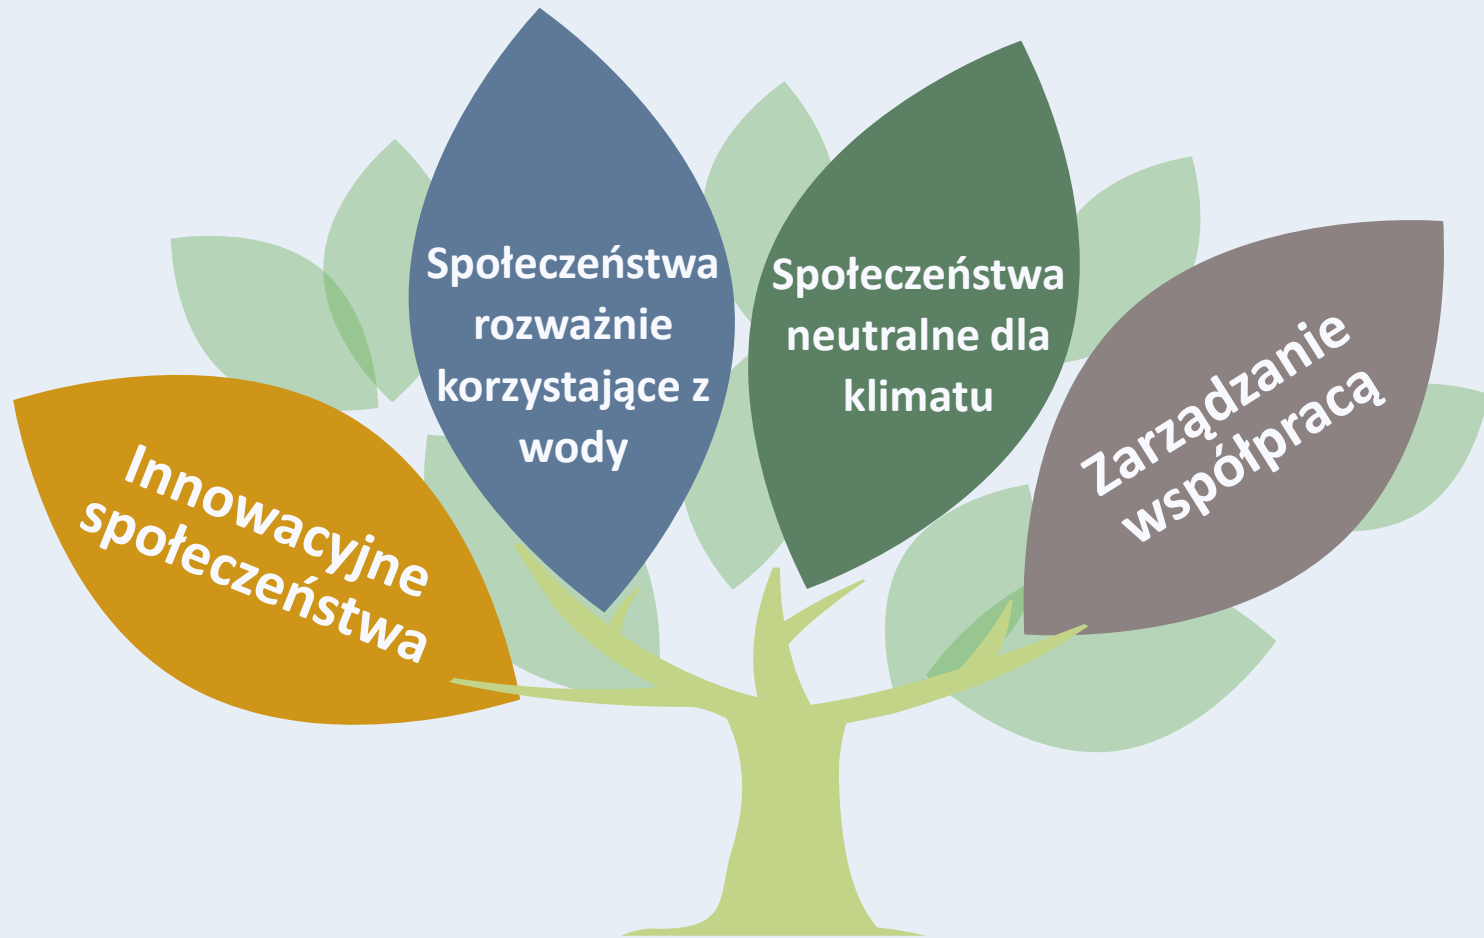 Innowacyjne
społeczeństwa
Społeczeństwa
rozważnie
korzystające z
wody
Społeczeństwa
neutralne dla
klimatu
Zarządzanie
współpracą